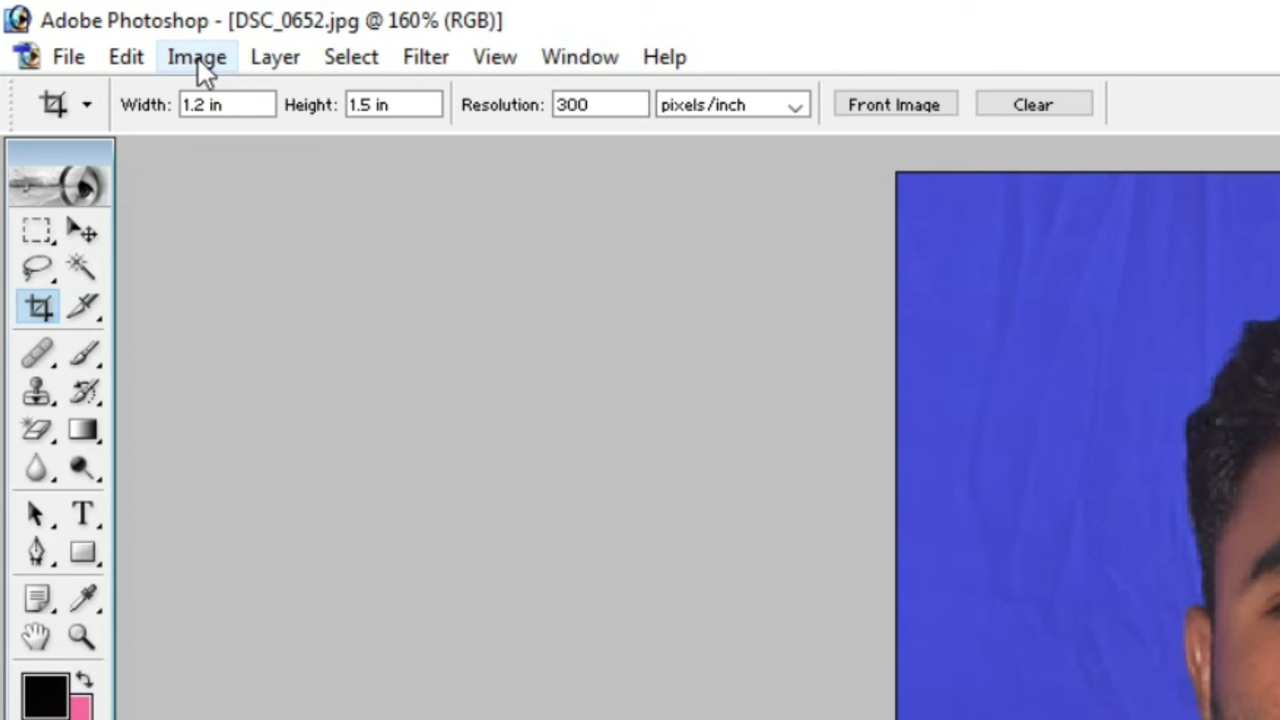 Adobe Photoshop - [DSC_0652.jpg @ 160% (RGB)]
File Edit Image Layer Select Filter View Window Help
Width: 1.2 in Height: 1.5 in Resolution: 300 pixels/inch Front Image Clear
T